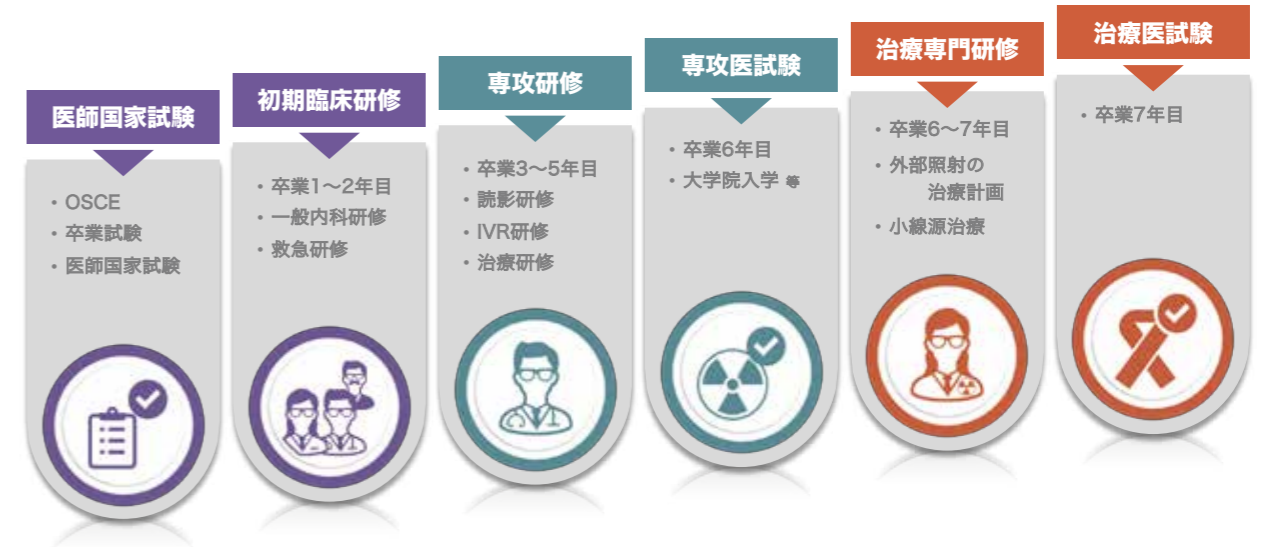 医師国家試験
・OSCE
・卒業試験
・医師国家試験
初期臨床研修
・卒業1～2年目
・一般内科研修
・救急研修
専攻研修
・卒業3～5年目
・読影研修
・IVR研修
・治療研修
専攻医試験
・卒業6年目
・大学院入学 等
治療専門研修
・卒業6～7年目
・外部照射の
治療計画
・小線源治療
治療医試験
・卒業7年目